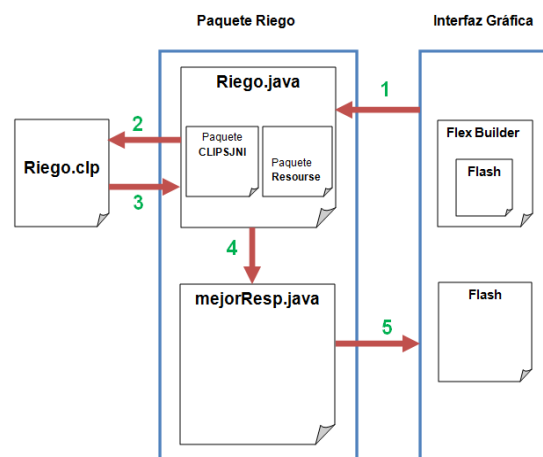 Paquete Riego
Interfaz Gráfica
Riego.java
1
2
Paquete
CLIPSJNI
Paquete
Resourse
Flex Builder
Flash
Riego.clp
3
4
mejorResp.java
Flash
5